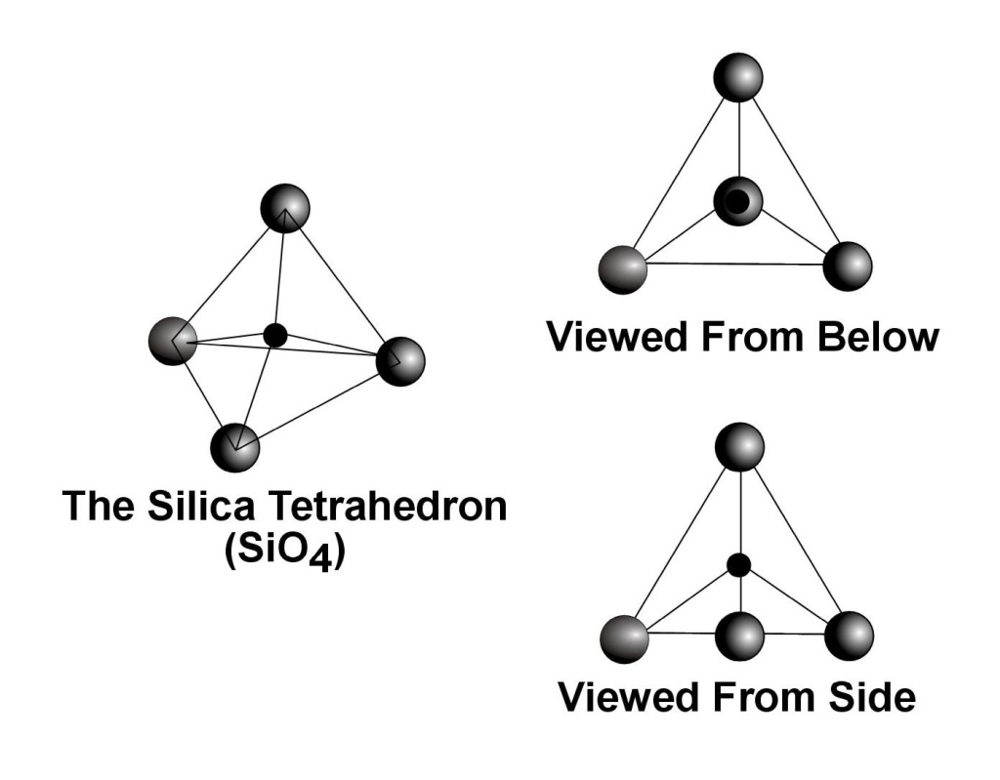 The Silica Tetrahedron
(SiO4)
Viewed From Below
Viewed From Side